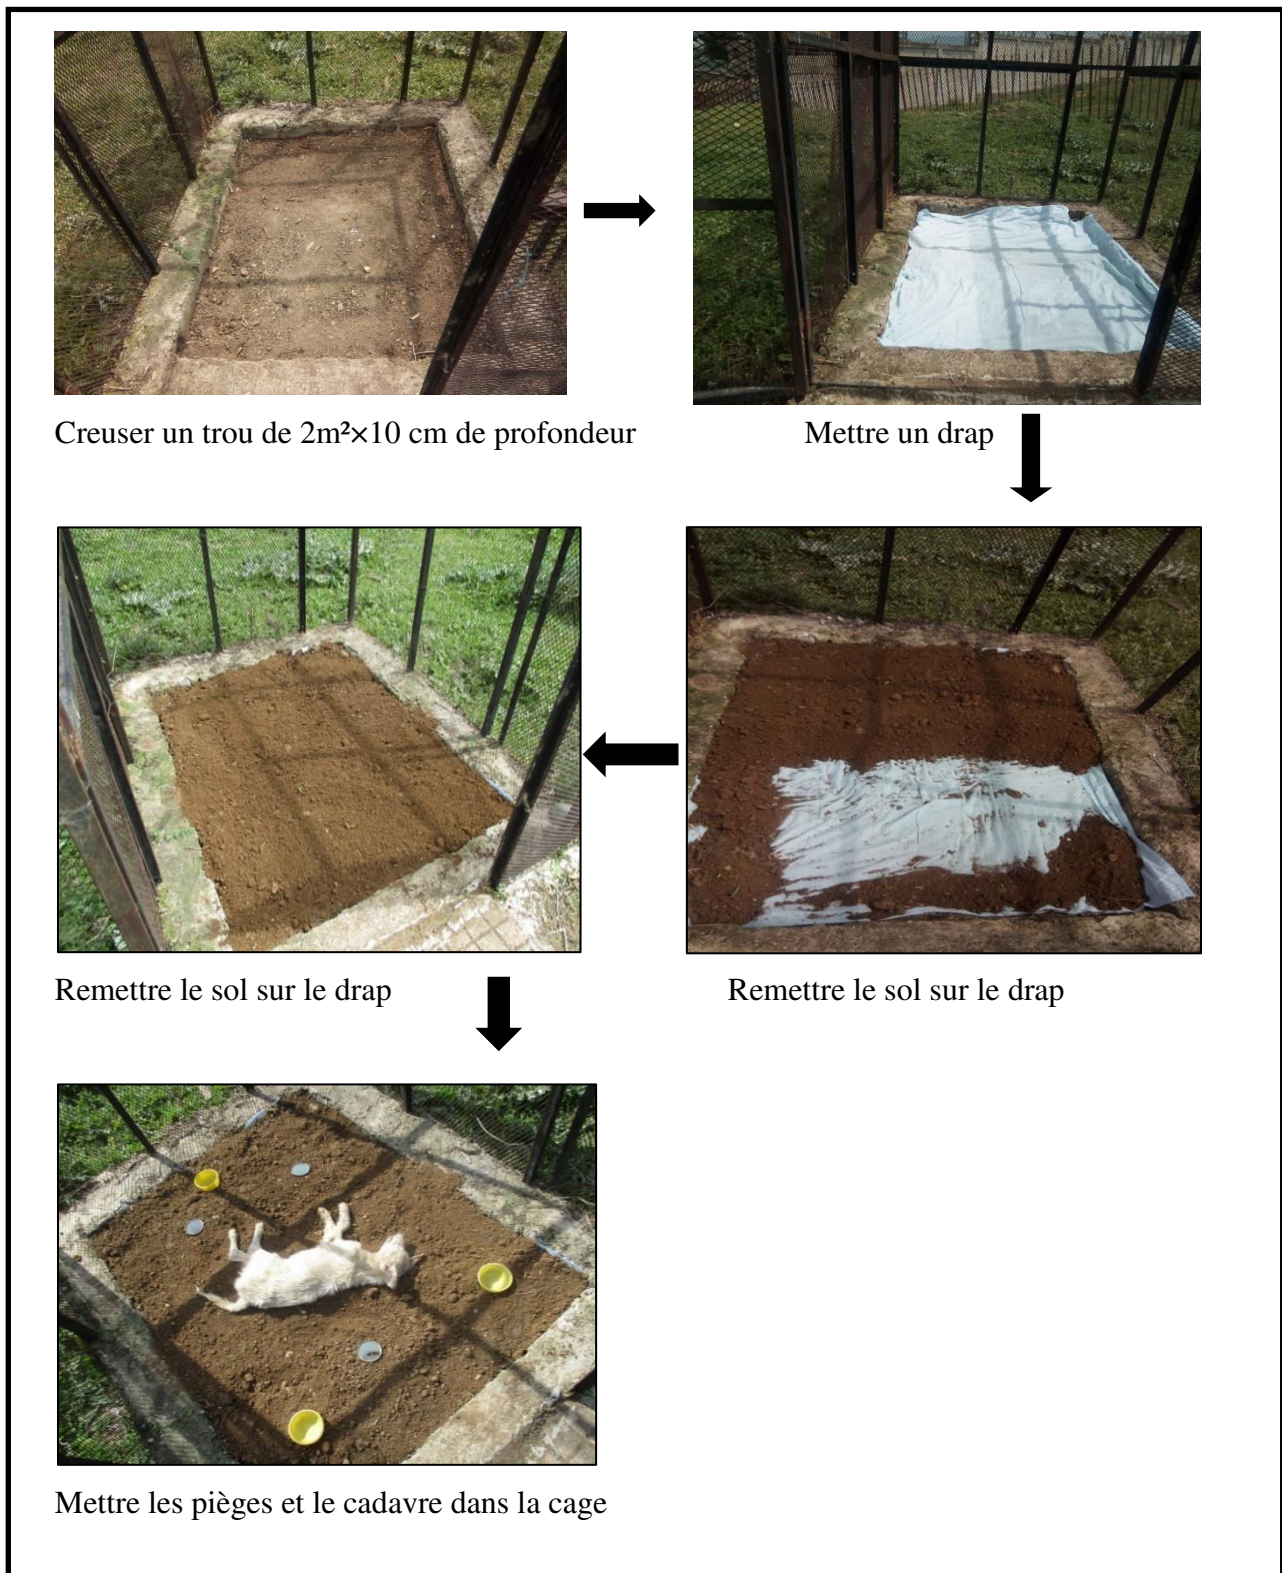 Creuser un trou de 2m²×10 cm de profondeur
Mettre un drap
Remettre le sol sur le drap
Remettre le sol sur le drap
Mettre les pièges et le cadavre dans la cage